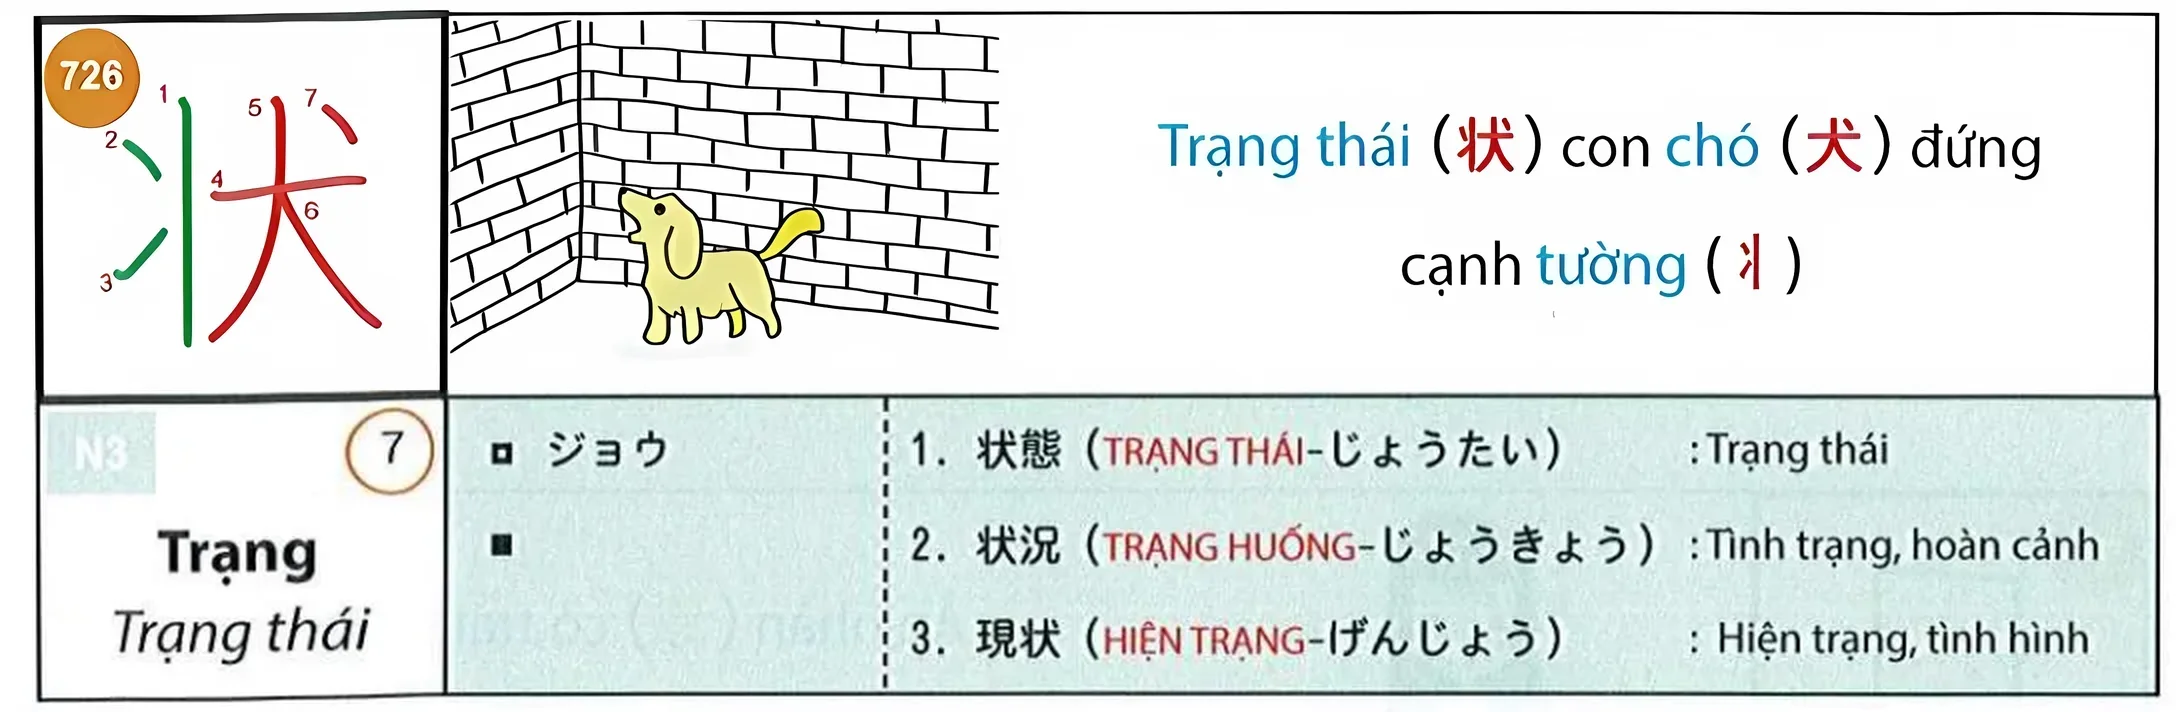 726
1
2
3
4
5
6
7
Trạng thái (状) con chó (犬) đứng
cạnh tường (丬)
N3
7
Trạng
Trạng thái
ジョウ
1. 状態 (TRẠNG THÁI-じょうたい) : Trạng thái
2. 状況 (TRẠNG HUỐNG-じょうきょう) : Tình trạng, hoàn cảnh
3. 現状 (HIỆN TRẠNG-げんじょう) : Hiện trạng, tình hình